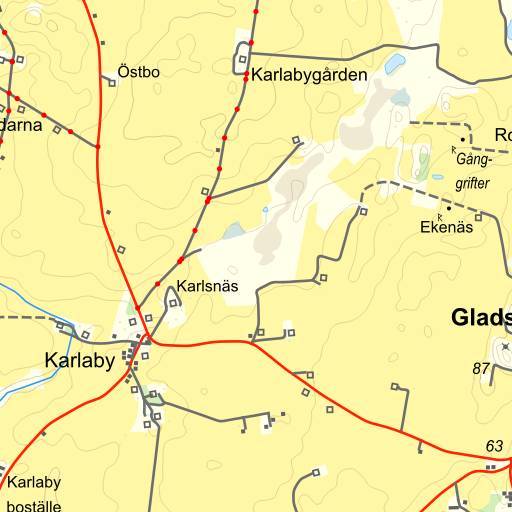 Östbo
Karlabygården
darna
Ro
Gång-
grifter
Ekenäs
Karlsnäs
Glads
Karlaby
87
63
Karlaby
boställe